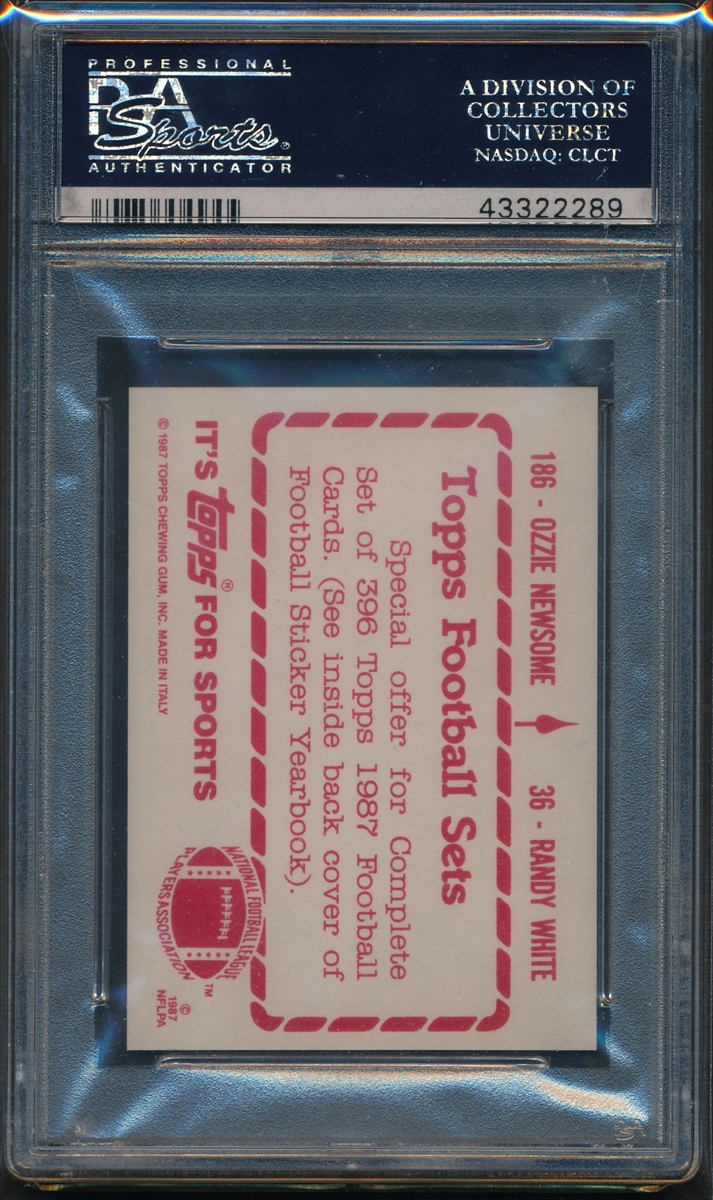 PROFESSIONAL
PSA
Sports®
AUTHENTICATOR
A DIVISION OF
COLLECTORS
UNIVERSE
NASDAQ: CLCT
43322289
186 - OZZIE NEWSOME 36 - RANDY WHITE
Topps Football Sets
Special offer for Complete
Set of 396 Topps 1987 Football
Cards. (See inside back cover of
Football Sticker Yearbook).
IT'S Topps® FOR SPORTS
© 1987 TOPPS CHEWING GUM, INC. MADE IN ITALY
NATIONAL FOOTBALL LEAGUE
PLAYERS ASSOCIATION
™
©
1987
NFLPA